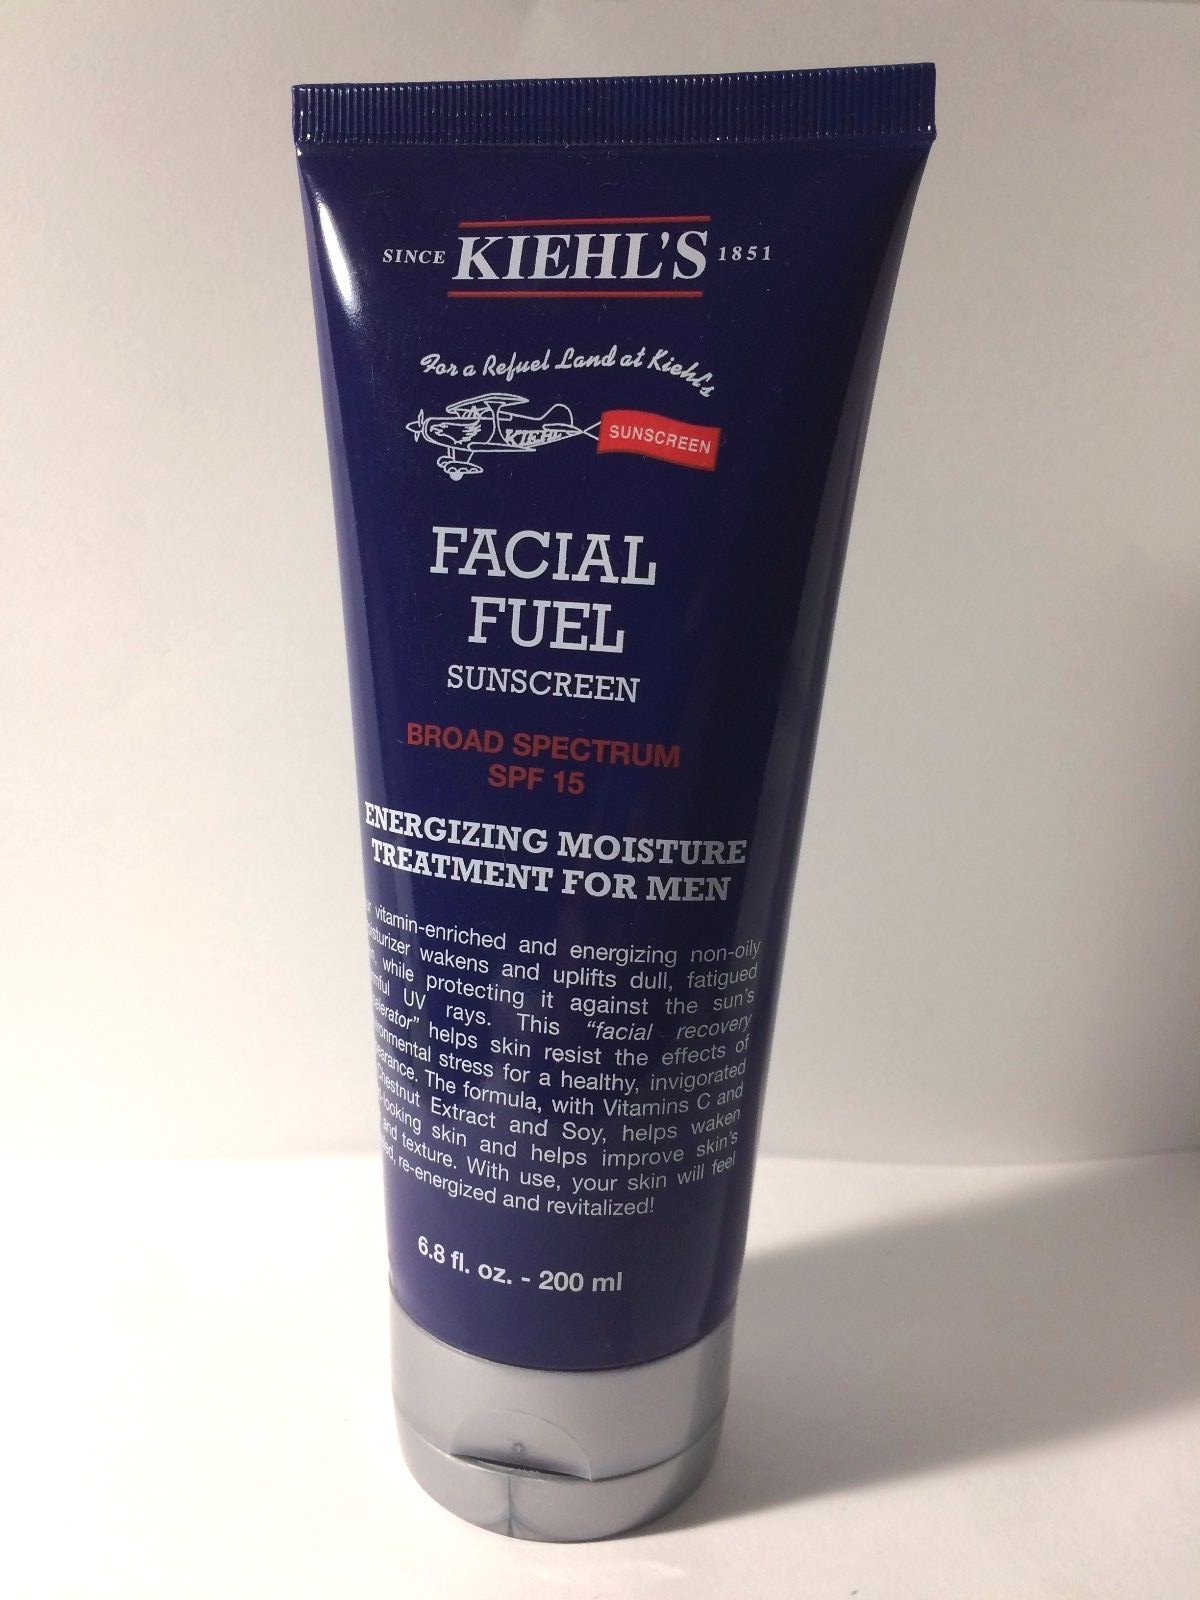 SINCE KIEHL'S 1851
For a Refuel Land at Kiehl's
KIEHL
SUNSCREEN
FACIAL
FUEL
SUNSCREEN
BROAD SPECTRUM
SPF 15
ENERGIZING MOISTURE
TREATMENT FOR MEN
vitamin-enriched and energizing non-oily
wakens and uplifts dull, fatigued
while protecting it against the sun's
UV rays. This "facial recovery
helps skin resist the effects of
stress for a healthy, invigorated
The formula, with Vitamins C and
Extract and Soy, helps waken
skin and helps improve skin's
and texture. With use, your skin will feel
re-energized and revitalized!
6.8 fl. oz. - 200 ml